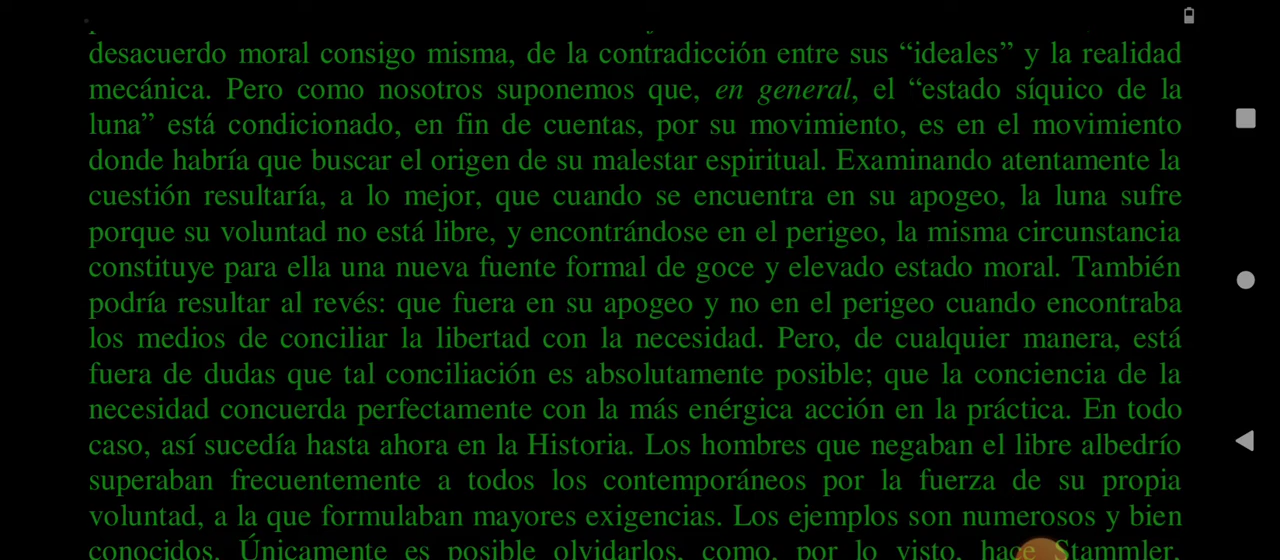 desacuerdo moral consigo misma, de la contradicción entre sus “ideales” y la realidad
mecánica. Pero como nosotros suponemos que, en general, el “estado síquico de la
luna” está condicionado, en fin de cuentas, por su movimiento, es en el movimiento
donde habría que buscar el origen de su malestar espiritual. Examinando atentamente la
cuestión resultaría, a lo mejor, que cuando se encuentra en su apogeo, la luna sufre
porque su voluntad no está libre, y encontrándose en el perigeo, la misma circunstancia
constituye para ella una nueva fuente formal de goce y elevado estado moral. También
podría resultar al revés: que fuera en su apogeo y no en el perigeo cuando encontraba
los medios de conciliar la libertad con la necesidad. Pero, de cualquier manera, está
fuera de dudas que tal conciliación es absolutamente posible; que la conciencia de la
necesidad concuerda perfectamente con la más enérgica acción en la práctica. En todo
caso, así sucedía hasta ahora en la Historia. Los hombres que negaban el libre albedrío
superaban frecuentemente a todos los contemporáneos por la fuerza de su propia
voluntad, a la que formulaban mayores exigencias. Los ejemplos son numerosos y bien
conocidos. Únicamente es posible olvidarlos, como, por lo visto, hace Stammler,